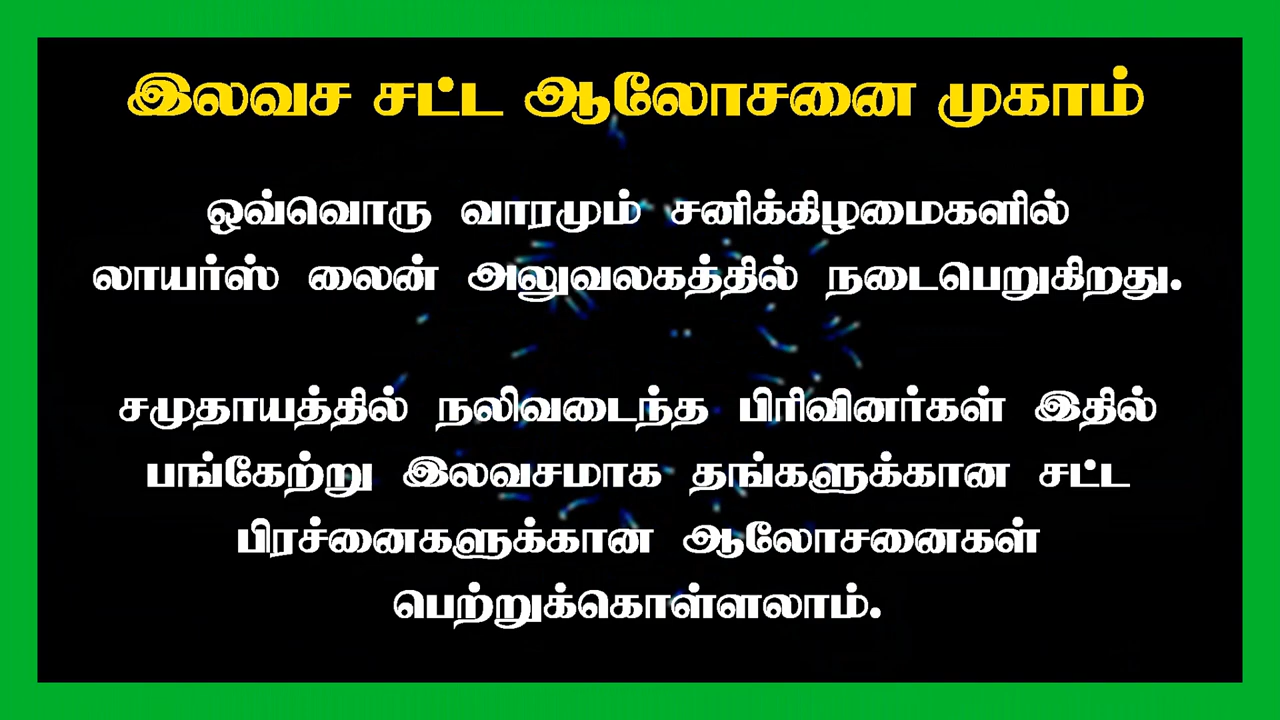 இலவச சட்ட ஆலோசனை முகாம்
ஒவ்வொரு வாரமும் சனிக்கிழமைகளில்
லாயர்ஸ் லைன் அலுவலகத்தில் நடைபெறுகிறது.
சமுதாயத்தில் நலிவடைந்த பிரிவினர்கள் இதில்
பங்கேற்று இலவசமாக தங்களுக்கான சட்ட
பிரச்னைகளுக்கான ஆலோசனைகள்
பெற்றுக்கொள்ளலாம்.